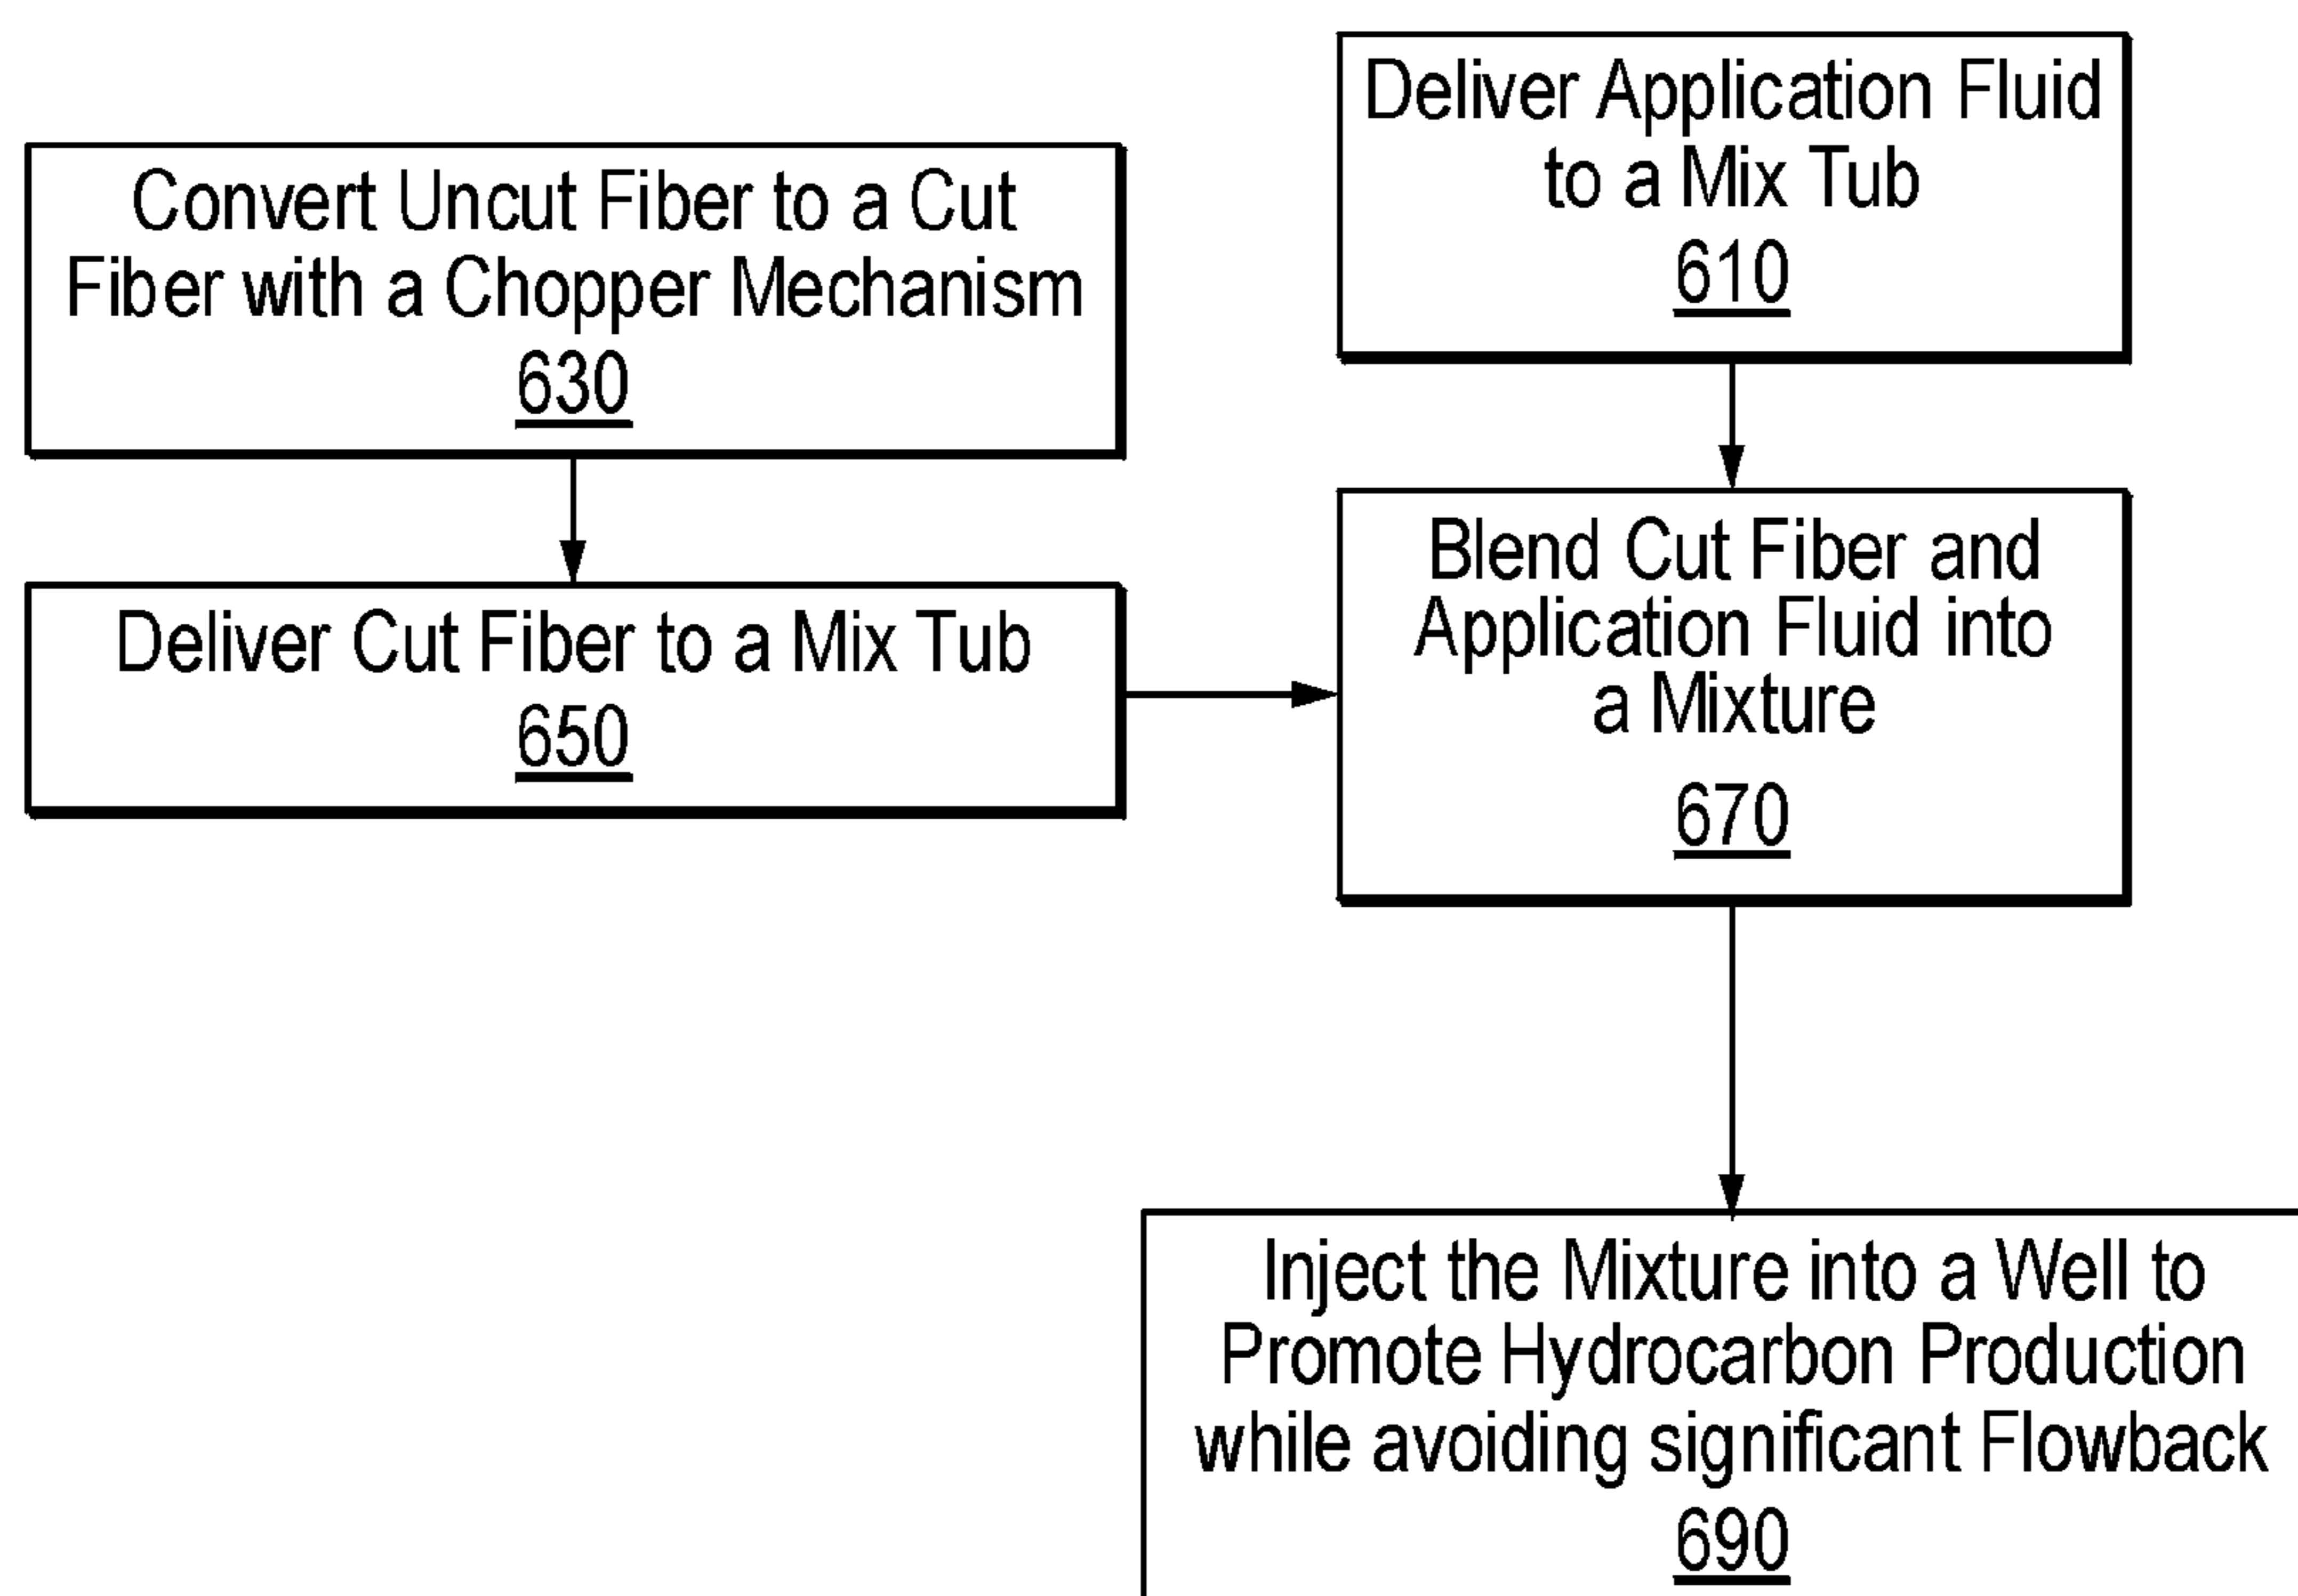 Deliver Application Fluid
to a Mix Tub
610
Convert Uncut Fiber to a Cut
Fiber with a Chopper Mechanism
630
Deliver Cut Fiber to a Mix Tub
650
Blend Cut Fiber and
Application Fluid into
a Mixture
670
Inject the Mixture into a Well to
Promote Hydrocarbon Production
while avoiding significant Flowback
690